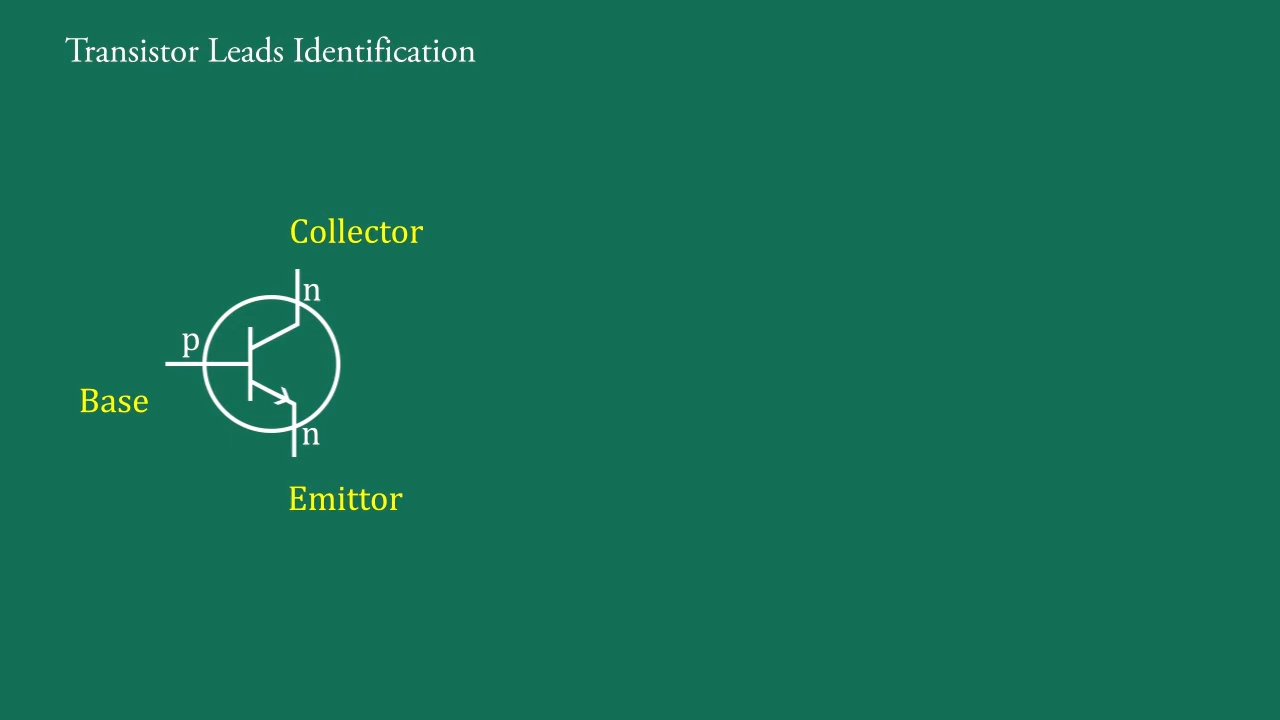 Transistor Leads Identification
Collector
n
p
Base
n
Emittor